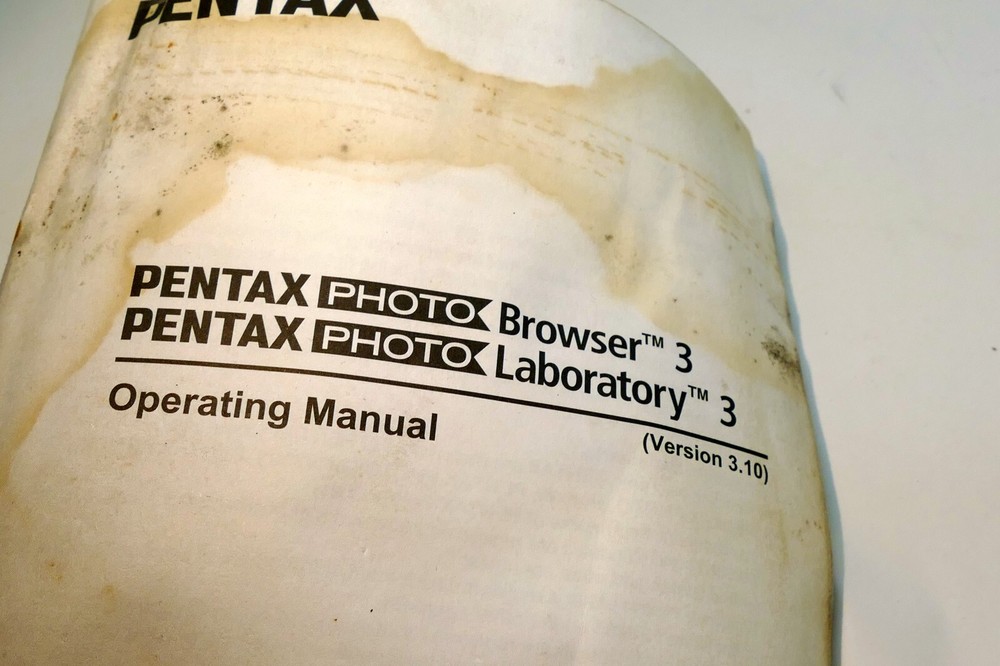 PENTAX
PENTAX PHOTO Browser™ 3
PENTAX PHOTO Laboratory™ 3
Operating Manual
(Version 3.10)